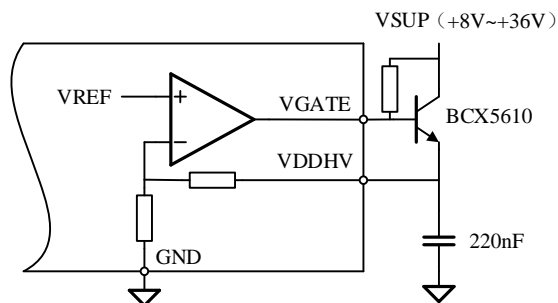 VSUP（+8V~+36V）
VREF
+
VGATE
BCX5610
−
VDDHV
GND
220nF